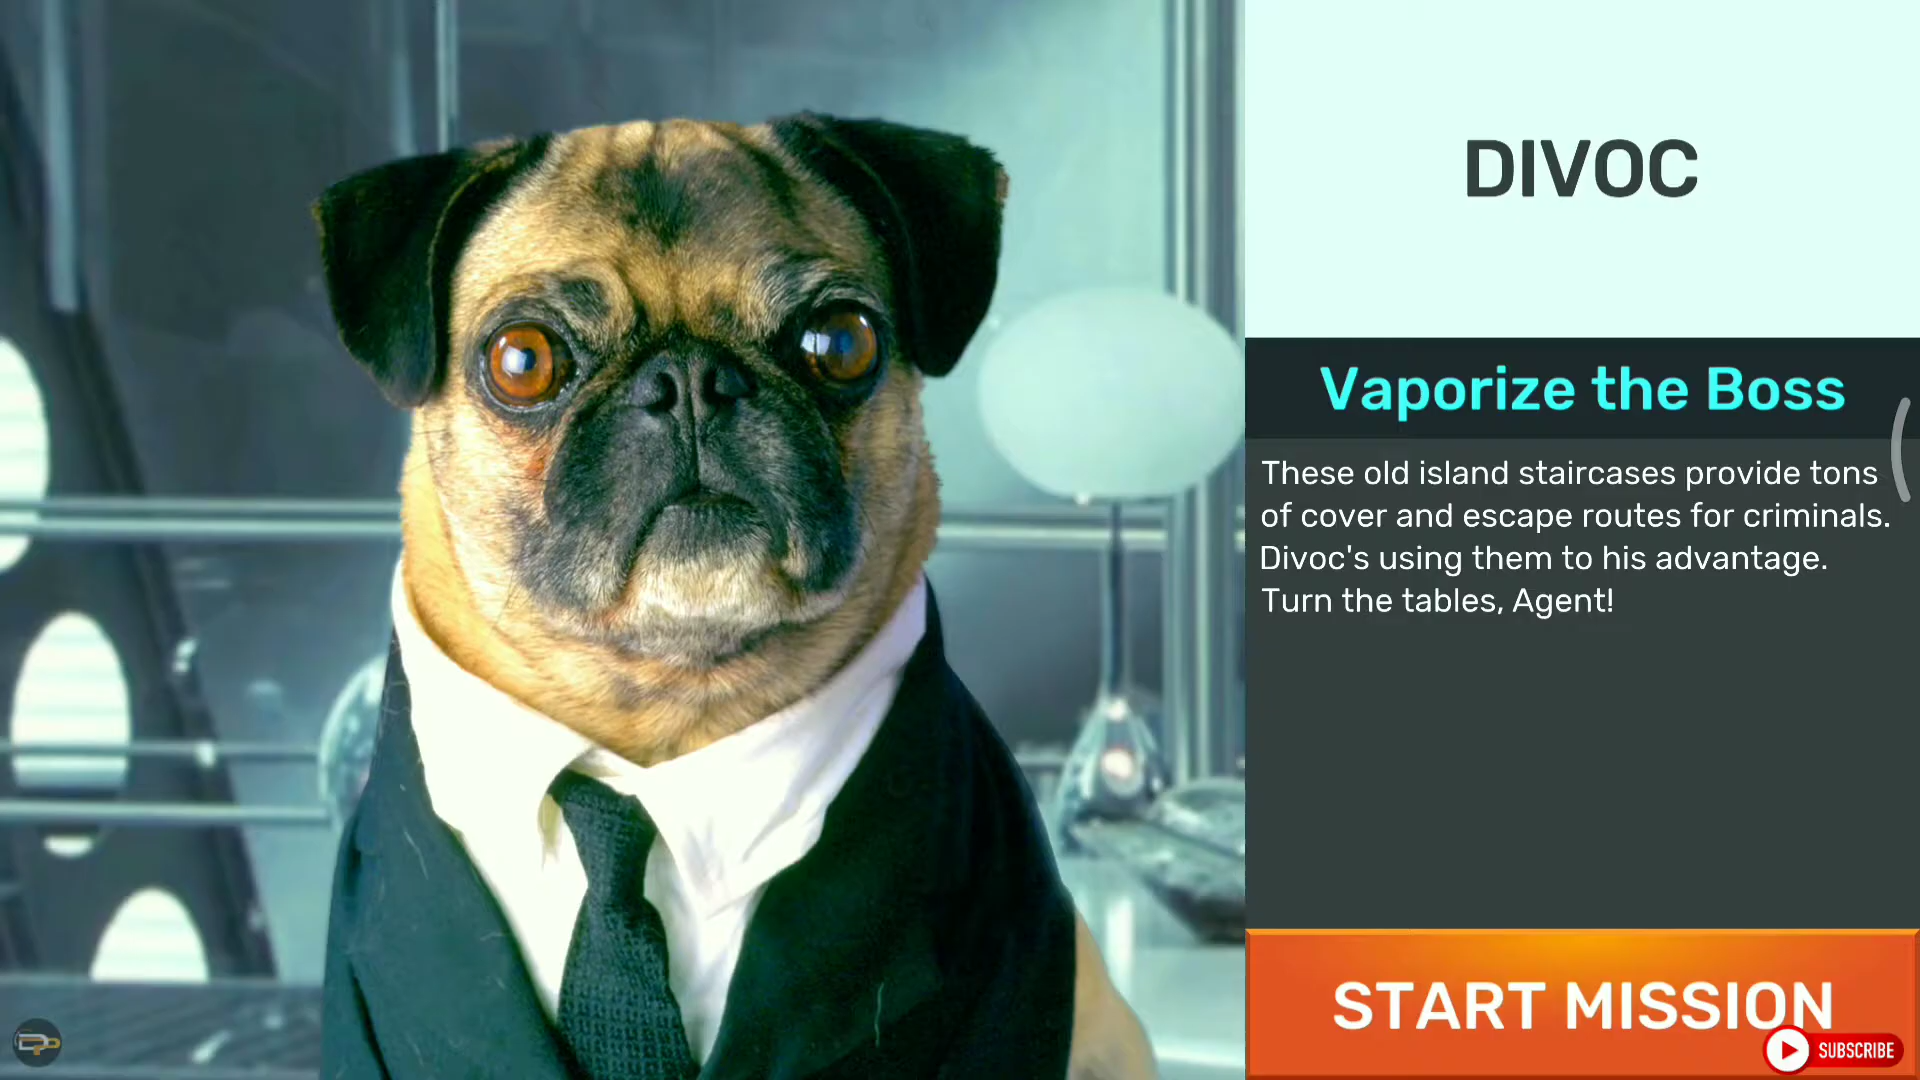 DIVOC
Vaporize the Boss
These old island staircases provide tons
of cover and escape routes for criminals.
Divoc's using them to his advantage.
Turn the tables, Agent!
START MISSION
SUBSCRIBE